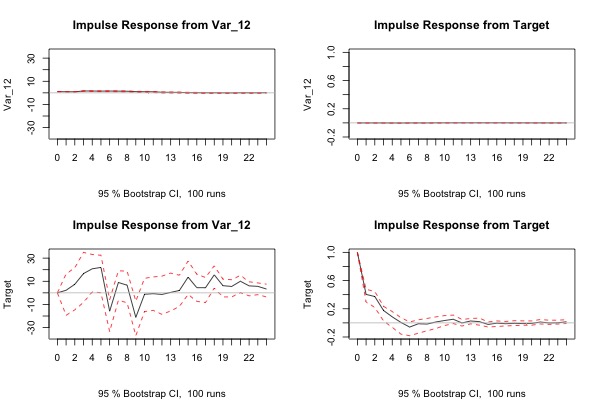 Impulse Response from Var_12
Var_12
30
10
-10
-30
0 2 4 6 8 10 13 16 19 22
95 % Bootstrap CI, 100 runs
Impulse Response from Target
Var_12
1.0
0.6
0.2
-0.2
0 2 4 6 8 10 13 16 19 22
95 % Bootstrap CI, 100 runs
Impulse Response from Var_12
Target
30
10
-10
-30
0 2 4 6 8 10 13 16 19 22
95 % Bootstrap CI, 100 runs
Impulse Response from Target
Target
1.0
0.6
0.2
-0.2
0 2 4 6 8 10 13 16 19 22
95 % Bootstrap CI, 100 runs